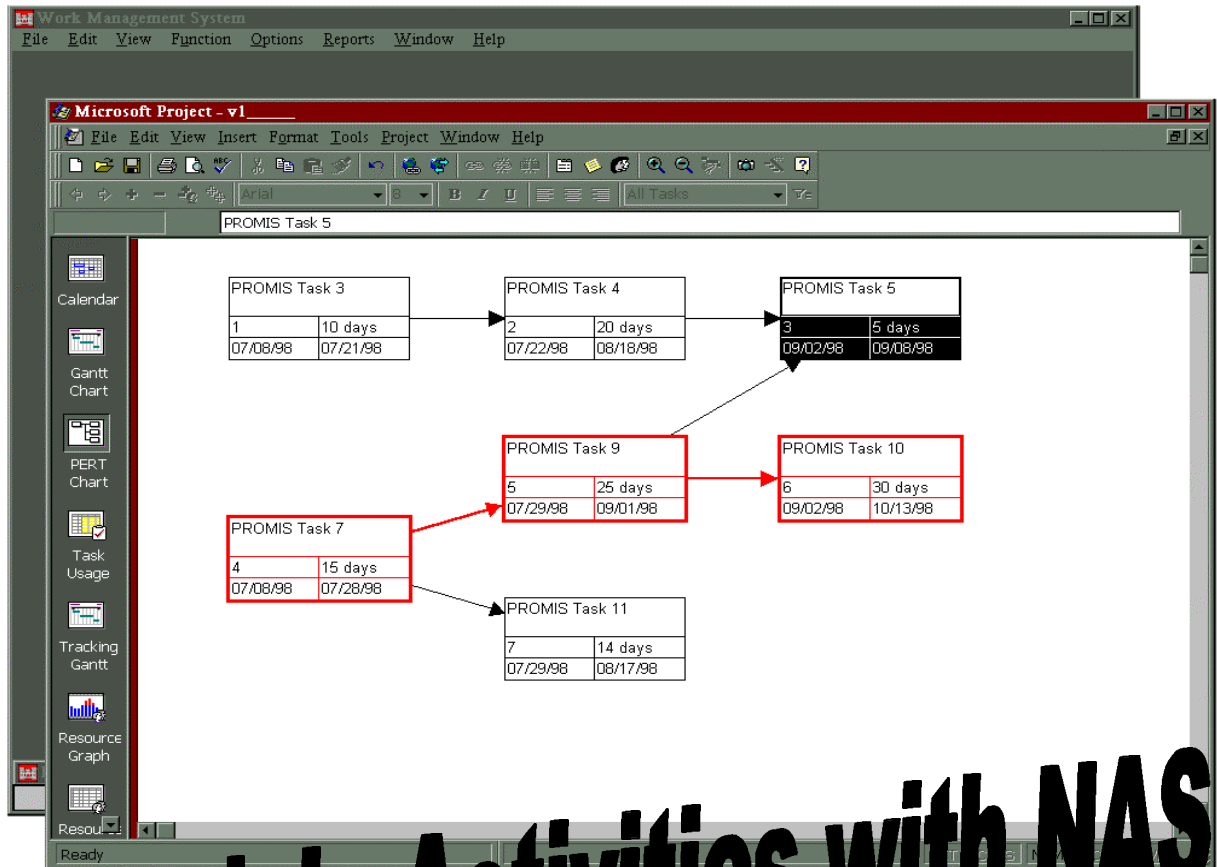 Work Management System
File Edit View Function Options Reports Window Help
Microsoft Project - v1_____
File Edit View Insert Format Tools Project Window Help
ABC
Arial 8 B I U All Tasks
PROMIS Task 5
Calendar
Gantt
Chart
PERT
Chart
Task
Usage
Tracking
Gantt
Resource
Graph
PROMIS Task 3
1 10 days
07/08/98 07/21/98
PROMIS Task 4
2 20 days
07/22/98 08/18/98
PROMIS Task 5
3 5 days
09/02/98 09/08/98
PROMIS Task 9
5 25 days
07/29/98 09/01/98
PROMIS Task 10
6 30 days
09/02/98 10/13/98
PROMIS Task 7
4 15 days
07/08/98 07/28/98
PROMIS Task 11
7 14 days
07/29/98 08/17/98
Ready
Activities with NAS